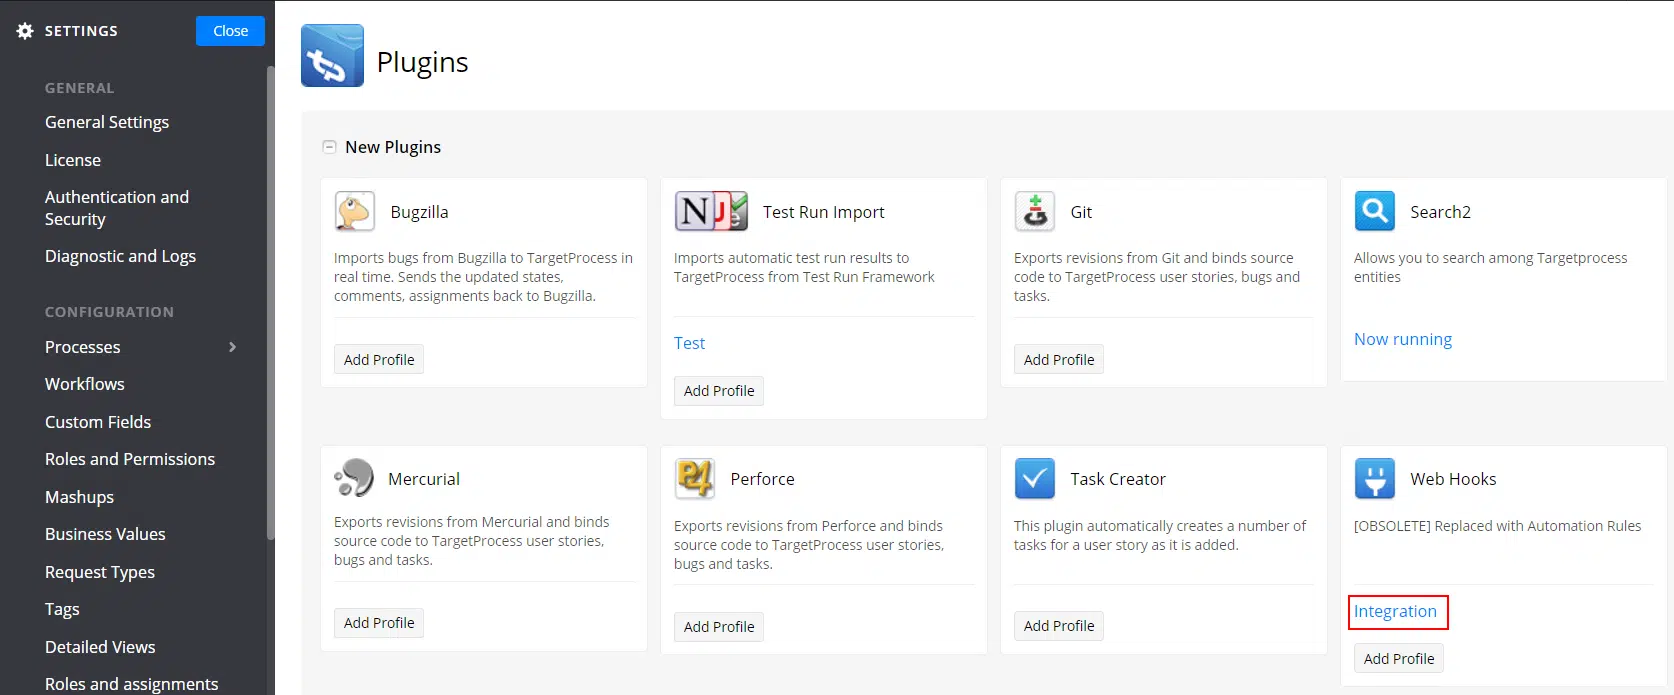 SETTINGS
Close
GENERAL
General Settings
License
Authentication and
Security
Diagnostic and Logs
CONFIGURATION
Processes
Workflows
Custom Fields
Roles and Permissions
Mashups
Business Values
Request Types
Tags
Detailed Views
Roles and assignments
tp
Plugins
New Plugins
Bugzilla
Imports bugs from Bugzilla to TargetProcess in
real time. Sends the updated states,
comments, assignments back to Bugzilla.
Add Profile
N J e
Test Run Import
Imports automatic test run results to
TargetProcess from Test Run Framework
Test
Add Profile
Git
Exports revisions from Git and binds source
code to TargetProcess user stories, bugs and
tasks.
Add Profile
Search2
Allows you to search among Targetprocess
entities
Now running
Mercurial
Exports revisions from Mercurial and binds
source code to TargetProcess user stories,
bugs and tasks.
Add Profile
P4
Perforce
Exports revisions from Perforce and binds
source code to TargetProcess user stories,
bugs and tasks.
Add Profile
Task Creator
This plugin automatically creates a number of
tasks for a user story as it is added.
Add Profile
Web Hooks
[OBSOLETE] Replaced with Automation Rules
Integration
Add Profile